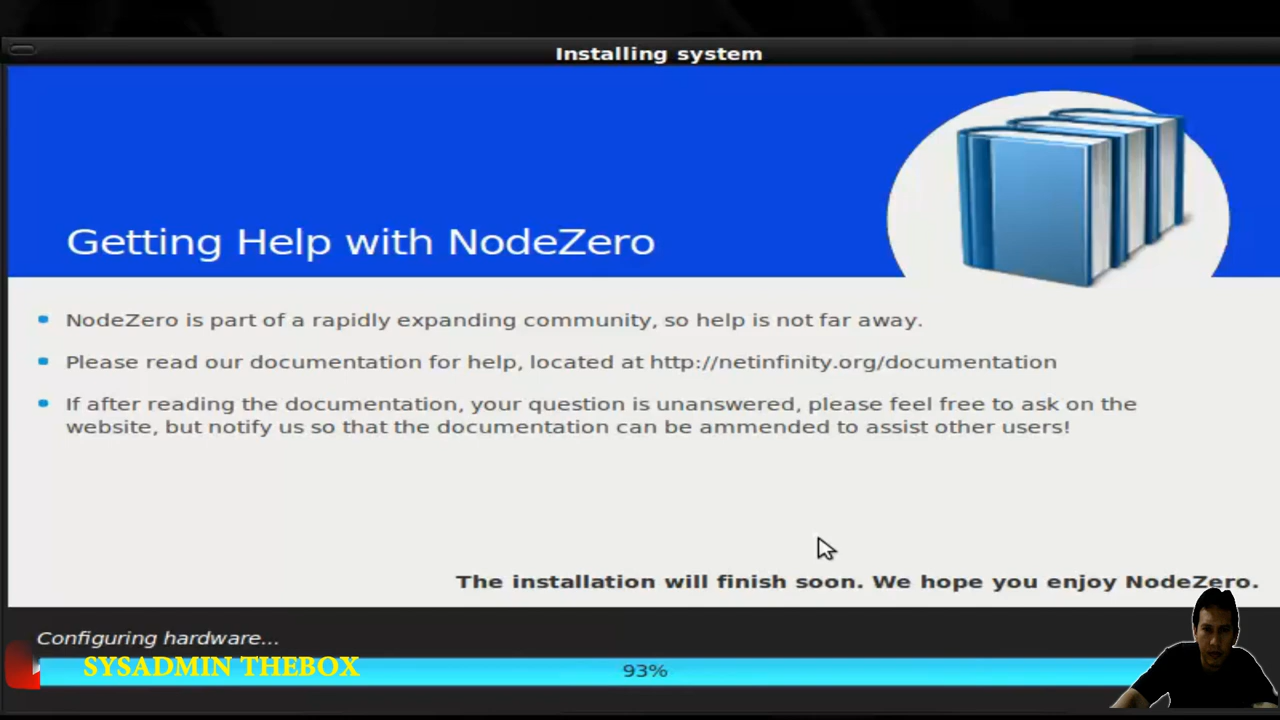 Installing system
Getting Help with NodeZero
NodeZero is part of a rapidly expanding community, so help is not far away.
Please read our documentation for help, located at http://netinfinity.org/documentation
If after reading the documentation, your question is unanswered, please feel free to ask on the
website, but notify us so that the documentation can be ammended to assist other users!
The installation will finish soon. We hope you enjoy NodeZero.
Configuring hardware...
SYSADMIN THEBOX
93%